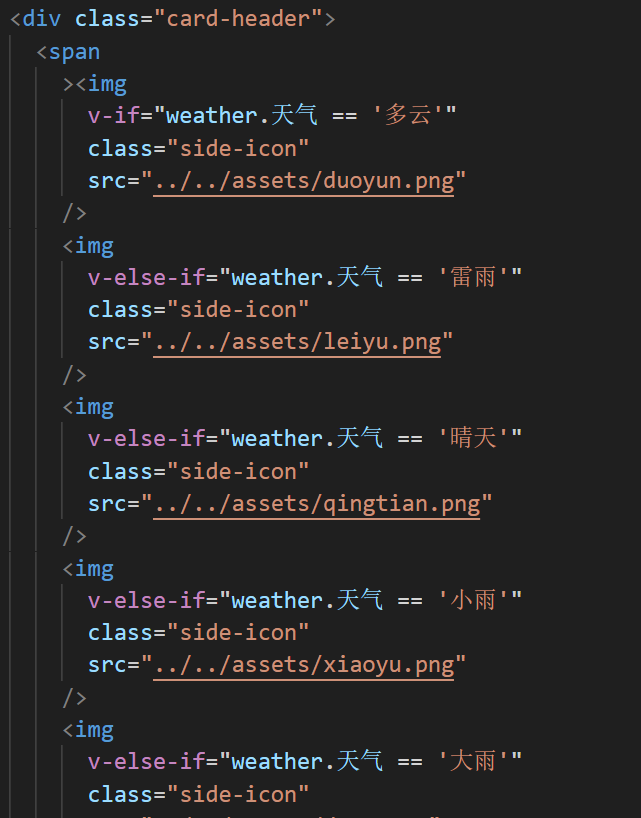 <div class="card-header">
<span
><img
v-if="weather.天气 == '多云'"
class="side-icon"
src="../../assets/duoyun.png"
/>
<img
v-else-if="weather.天气 == '雷雨'"
class="side-icon"
src="../../assets/leiyu.png"
/>
<img
v-else-if="weather.天气 == '晴天'"
class="side-icon"
src="../../assets/qingtian.png"
/>
<img
v-else-if="weather.天气 == '小雨'"
class="side-icon"
src="../../assets/xiaoyu.png"
/>
<img
v-else-if="weather.天气 == '大雨'"
class="side-icon"